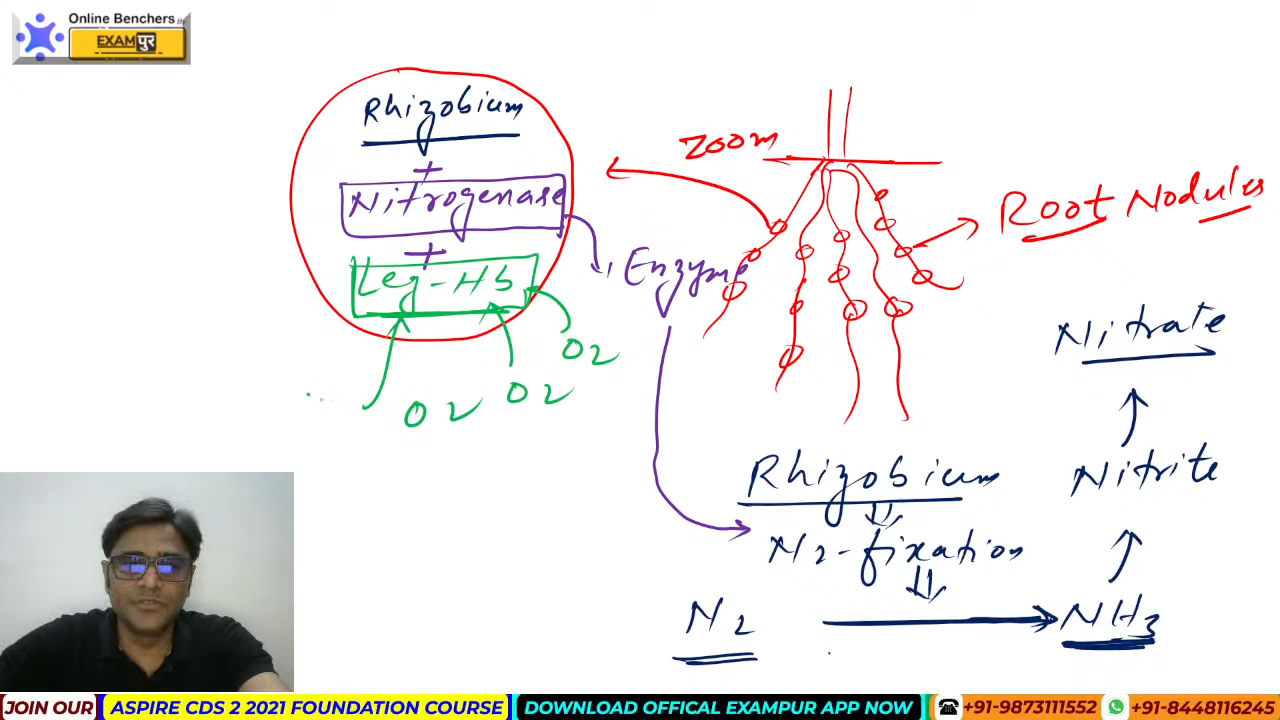 Online Benchers By
EXAMपुर
Rhizobium
+
Nitrogenase
+
Leg-Hb
O2
O2
O2
Enzyme
Zoom
Root Nodules
Nitrate
Nitrite
Rhizobium
N2-fixation
N2
NH3
JOIN OUR ASPIRE CDS 2 2021 FOUNDATION COURSE DOWNLOAD OFFICAL EXAMPUR APP NOW +91-9873111552 +91-8448116245